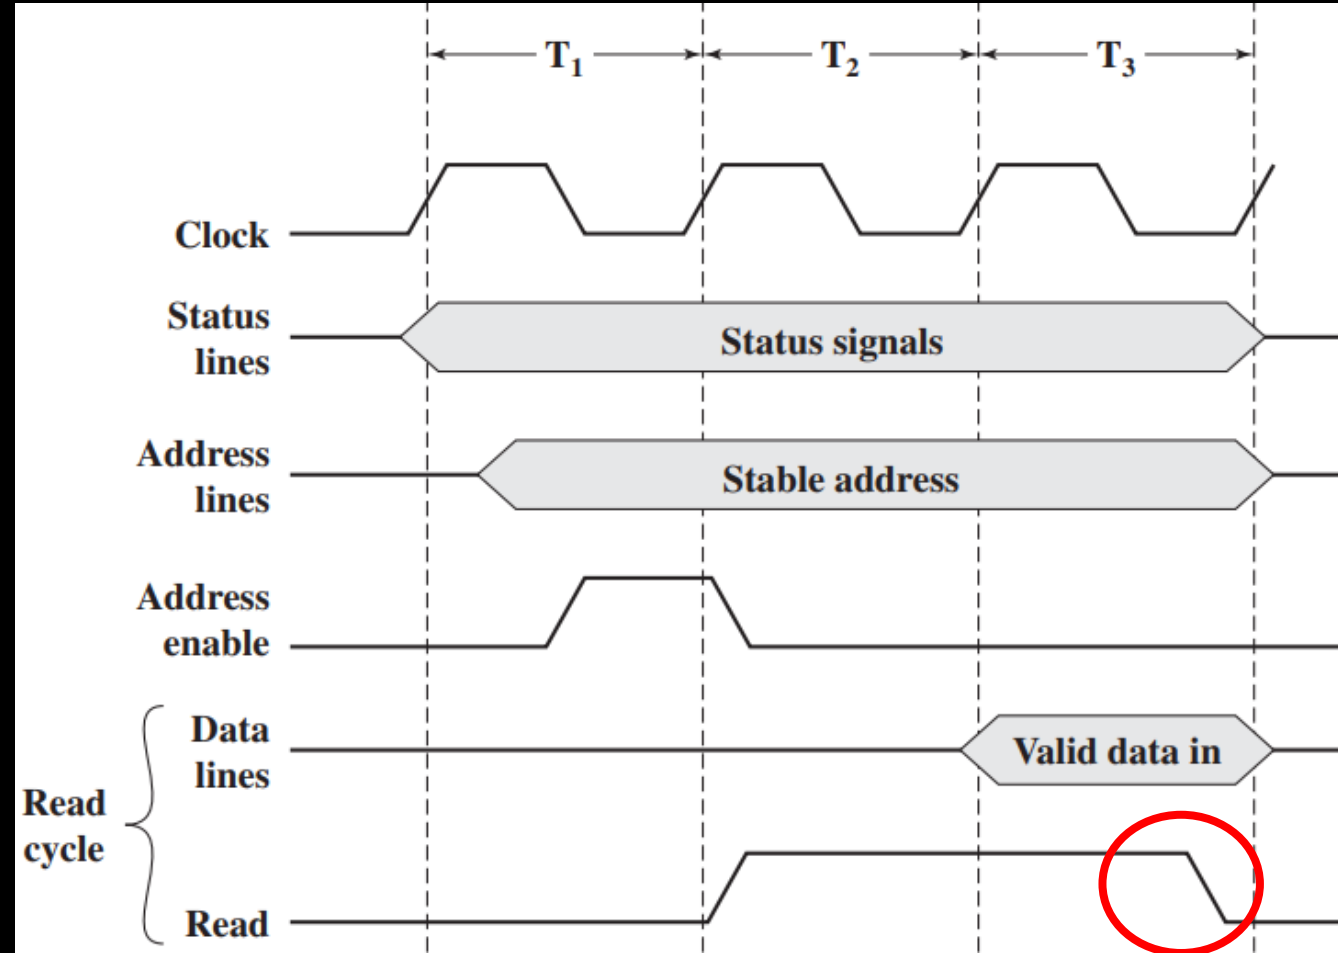 T₁ T₂ T₃
Clock
Status
lines
Status signals
Address
lines
Stable address
Address
enable
Read
cycle
Data
lines
Valid data in
Read